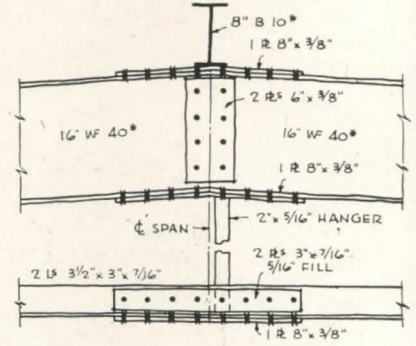 8" B 10#
1 PL 8" x 3/8"
2 PLS 6" x 3/8"
16" WF 40#
16" WF 40#
1 PL 8" x 3/8"
℄ SPAN
2" x 5/16" HANGER
2 LS 3 1/2" x 3" x 7/16"
2 PLS 3" x 7/16"
5/16" FILL
1 PL 8" x 3/8"